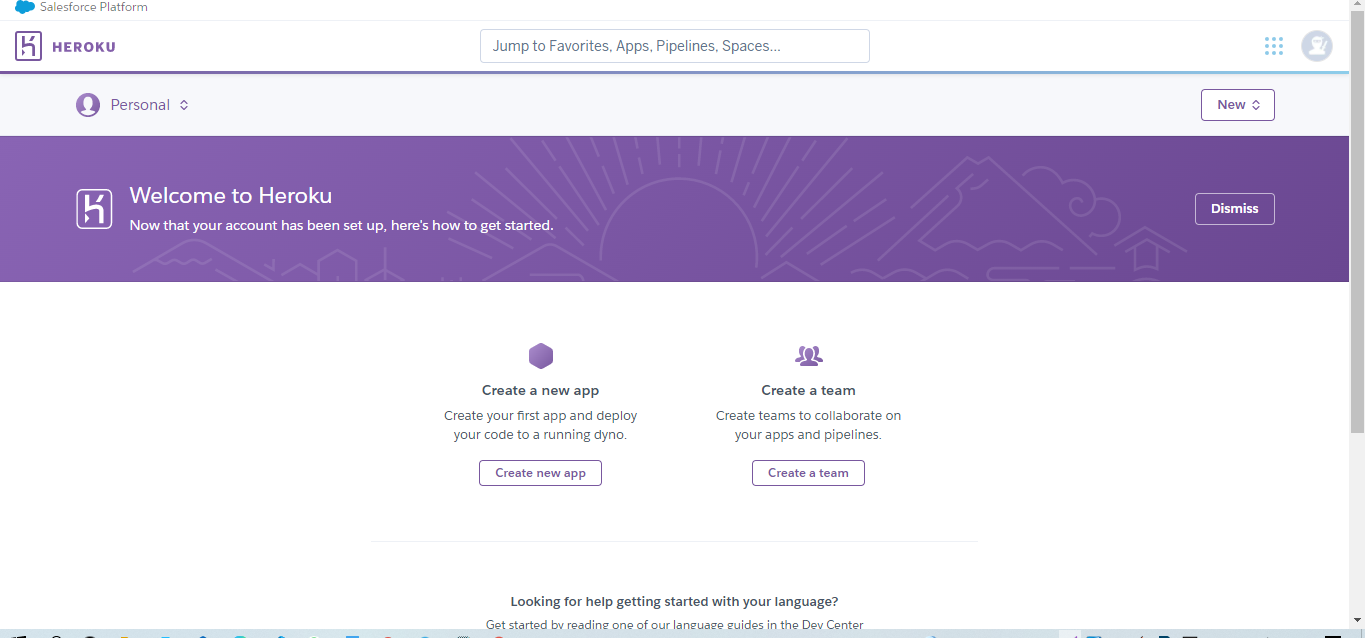 Salesforce Platform
HEROKU
Jump to Favorites, Apps, Pipelines, Spaces...
Personal
New
Welcome to Heroku
Now that your account has been set up, here's how to get started.
Dismiss
Create a new app
Create your first app and deploy
your code to a running dyno.
Create new app
Create a team
Create teams to collaborate on
your apps and pipelines.
Create a team
Looking for help getting started with your language?
Get started by reading one of our language guides in the Dev Center